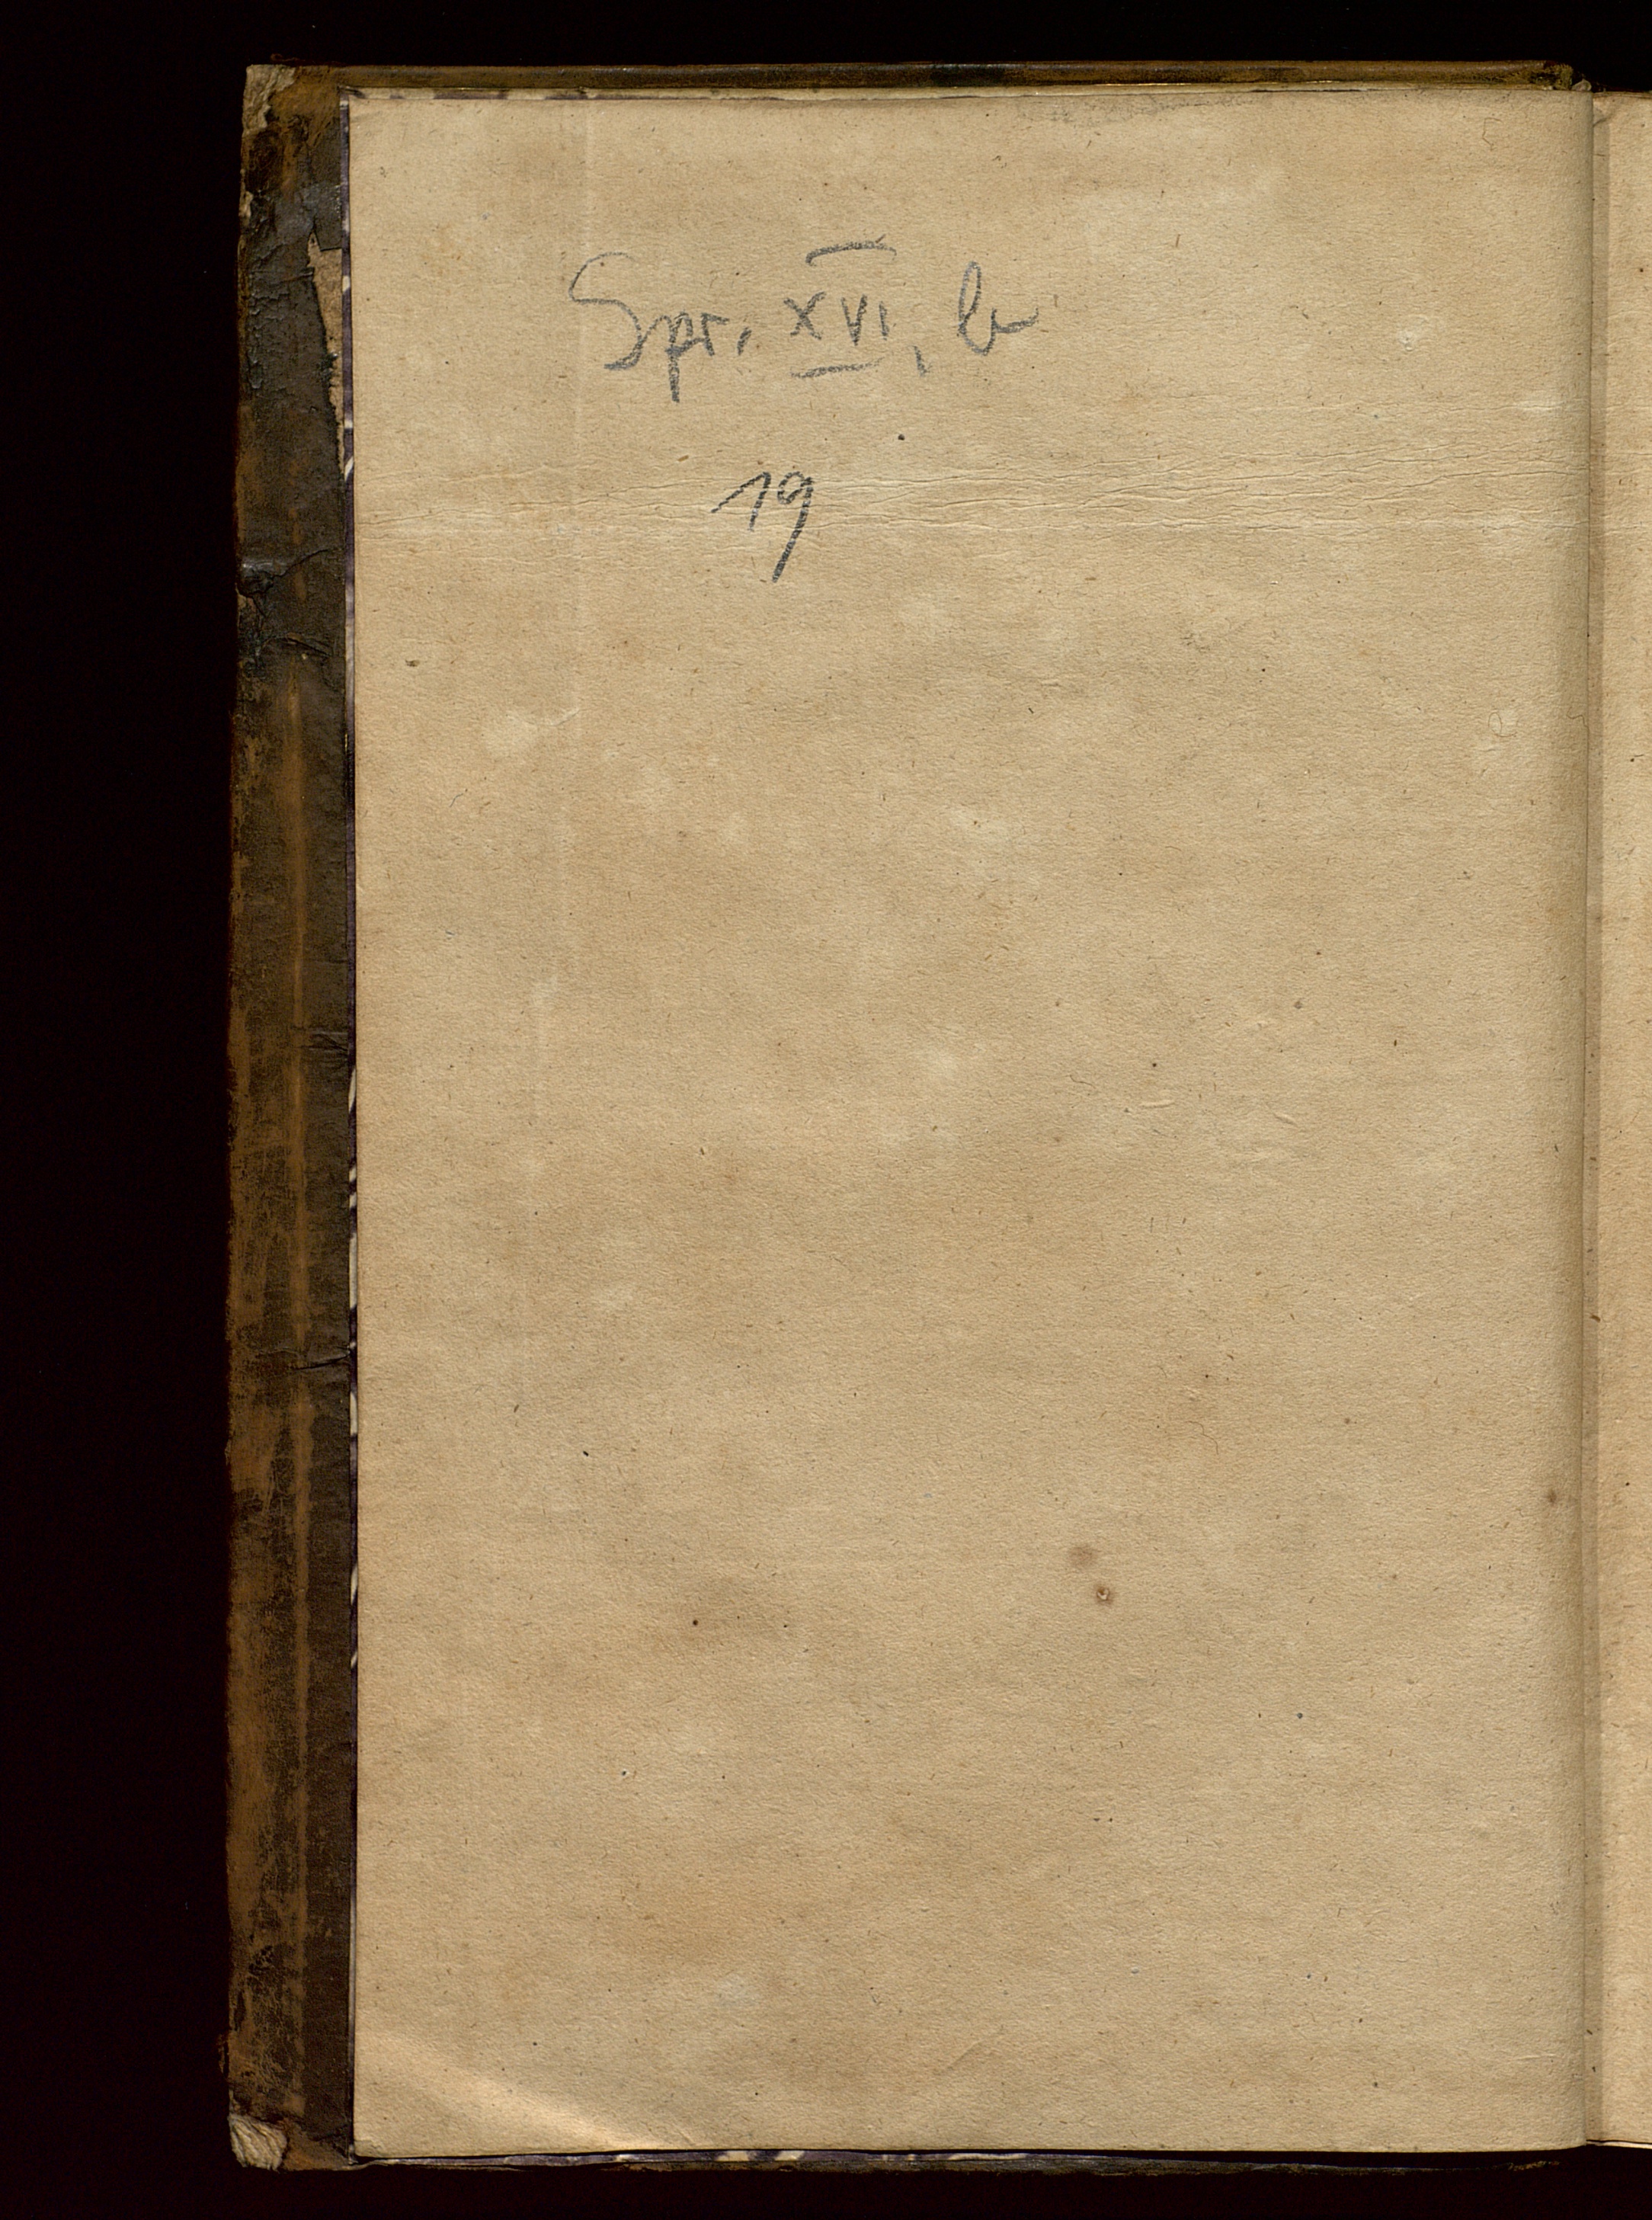 Spr. XVI, b
19